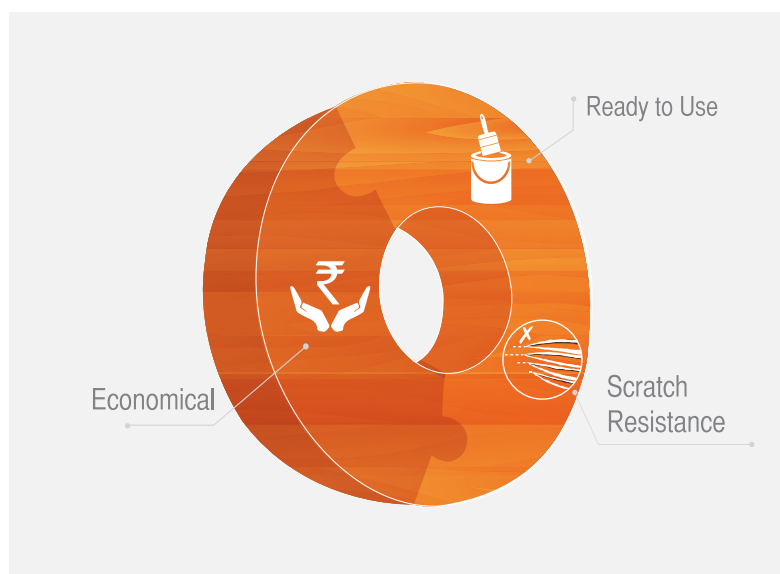 Ready to Use
₹
X
Economical
Scratch
Resistance